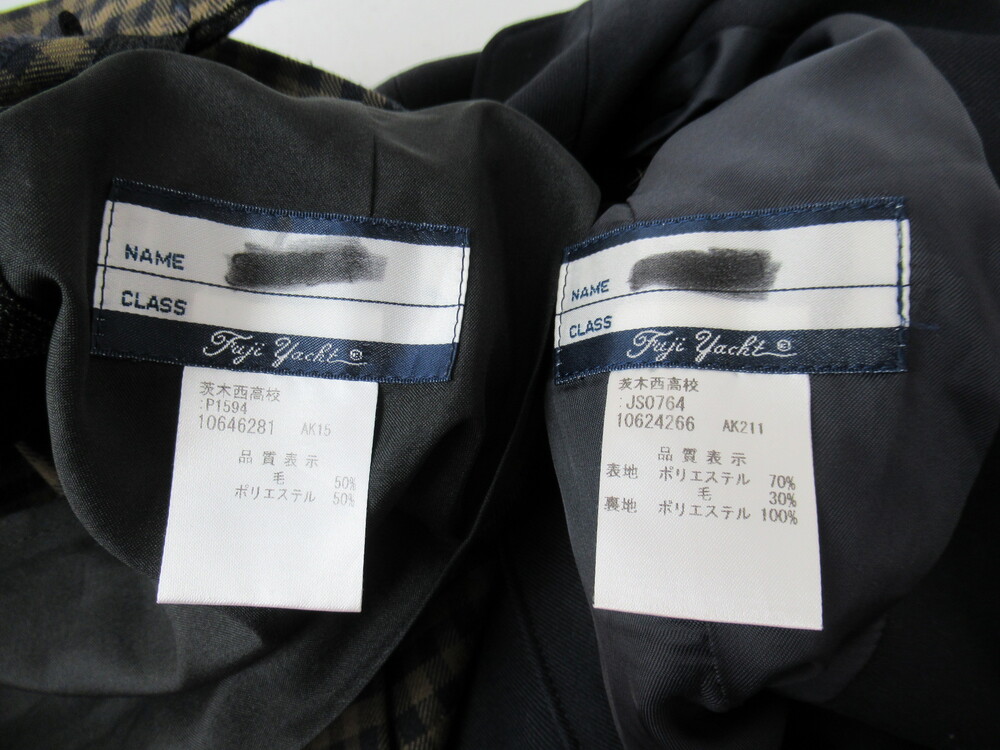 NAME
CLASS
Fuji Yacht
茨木西高校
:P1594
10646281 AK15
品質表示
毛 50%
ポリエステル 50%
NAME
CLASS
Fuji Yacht
茨木西高校
:JS0764
10624266 AK211
品質表示
表地 ポリエステル 70%
毛 30%
裏地 ポリエステル 100%